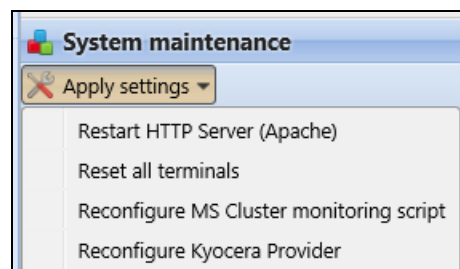 System maintenance
Apply settings
Restart HTTP Server (Apache)
Reset all terminals
Reconfigure MS Cluster monitoring script
Reconfigure Kyocera Provider